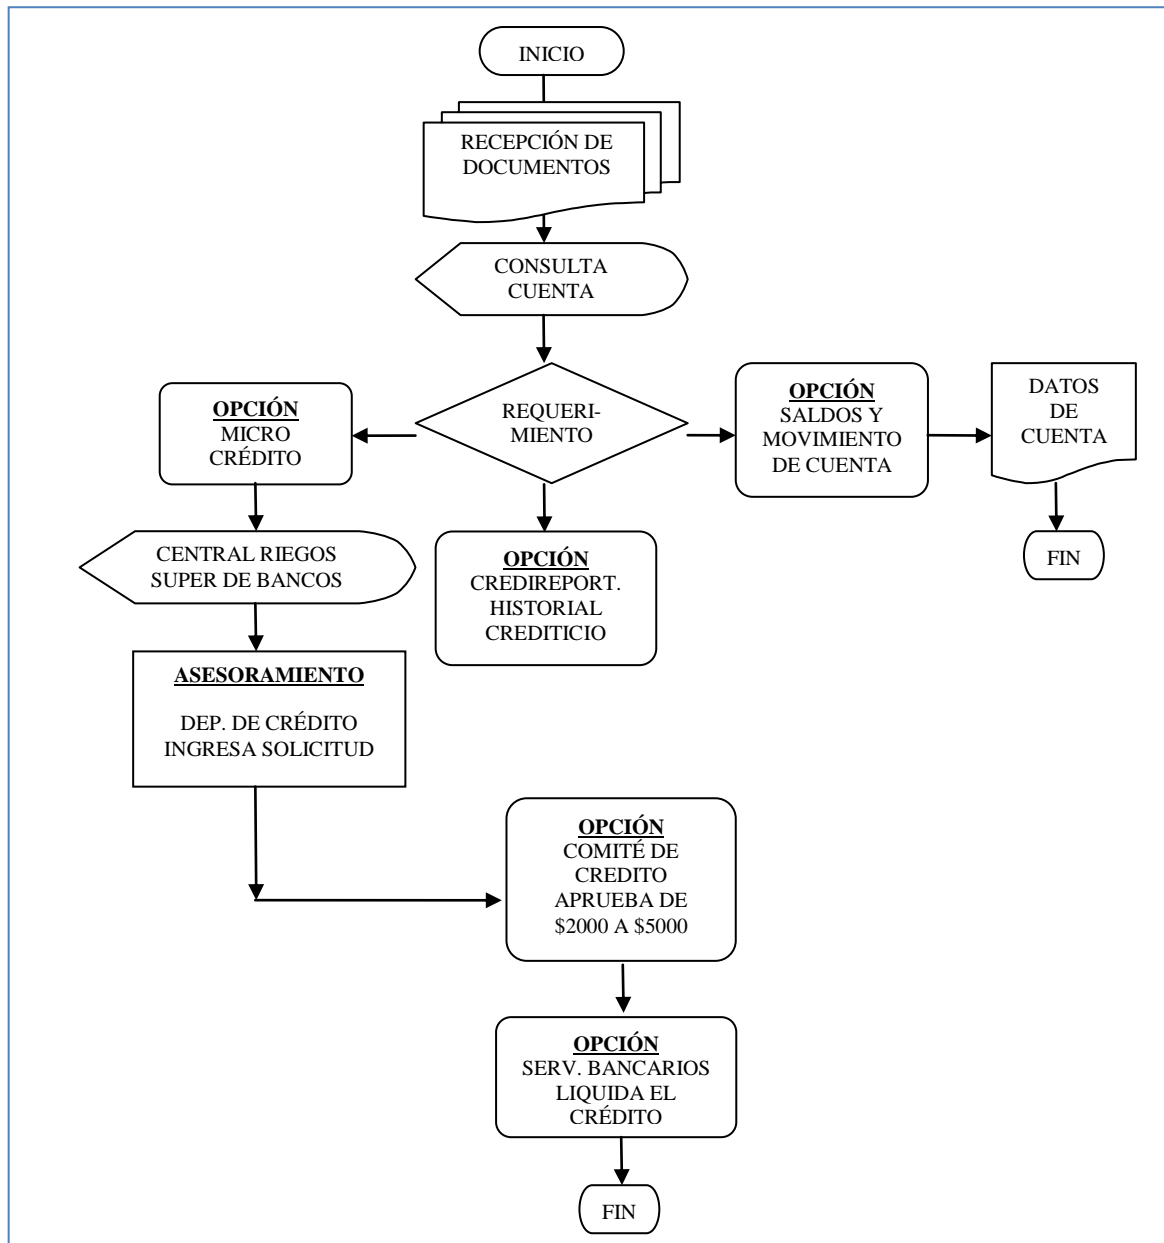 INICIO
RECEPCIÓN DE
DOCUMENTOS
CONSULTA
CUENTA
REQUERI-
MIENTO
OPCIÓN
MICRO
CRÉDITO
OPCIÓN
SALDOS Y
MOVIMIENTO
DE CUENTA
DATOS
DE
CUENTA
FIN
CENTRAL RIEGOS
SUPER DE BANCOS
OPCIÓN
CREDIREPORT.
HISTORIAL
CREDITICIO
ASESORAMIENTO
DEP. DE CRÉDITO
INGRESA SOLICITUD
OPCIÓN
COMITÉ DE
CREDITO
APRUEBA DE
$2000 A $5000
OPCIÓN
SERV. BANCARIOS
LIQUIDA EL
CRÉDITO
FIN